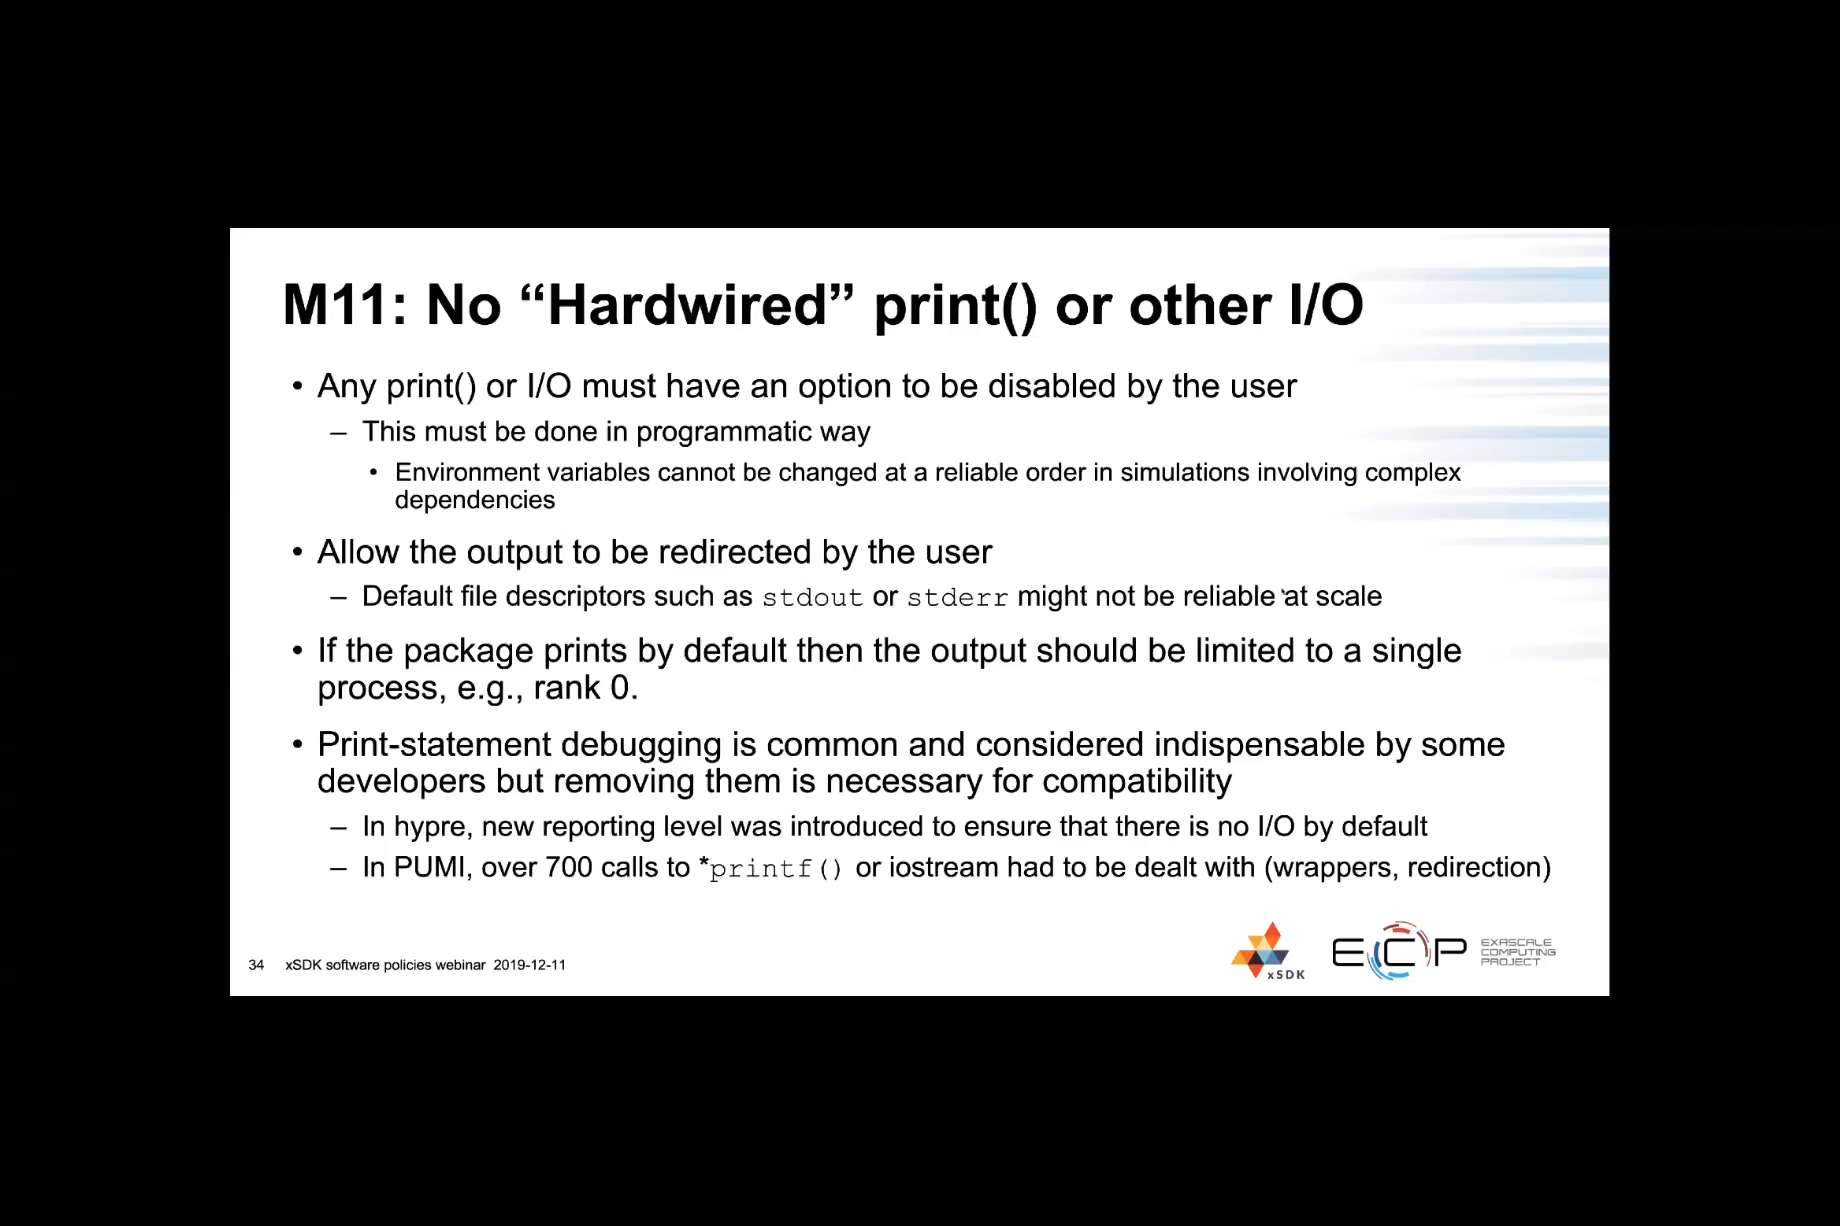 M11: No “Hardwired” print() or other I/O
• Any print() or I/O must have an option to be disabled by the user
– This must be done in programmatic way
• Environment variables cannot be changed at a reliable order in simulations involving complex
dependencies
• Allow the output to be redirected by the user
– Default file descriptors such as stdout or stderr might not be reliable at scale
• If the package prints by default then the output should be limited to a single
process, e.g., rank 0.
• Print-statement debugging is common and considered indispensable by some
developers but removing them is necessary for compatibility
– In hypre, new reporting level was introduced to ensure that there is no I/O by default
– In PUMI, over 700 calls to *printf() or iostream had to be dealt with (wrappers, redirection)
34 xSDK software policies webinar 2019-12-11
xSDK
ECP
EXASCALE
COMPUTING
PROJECT